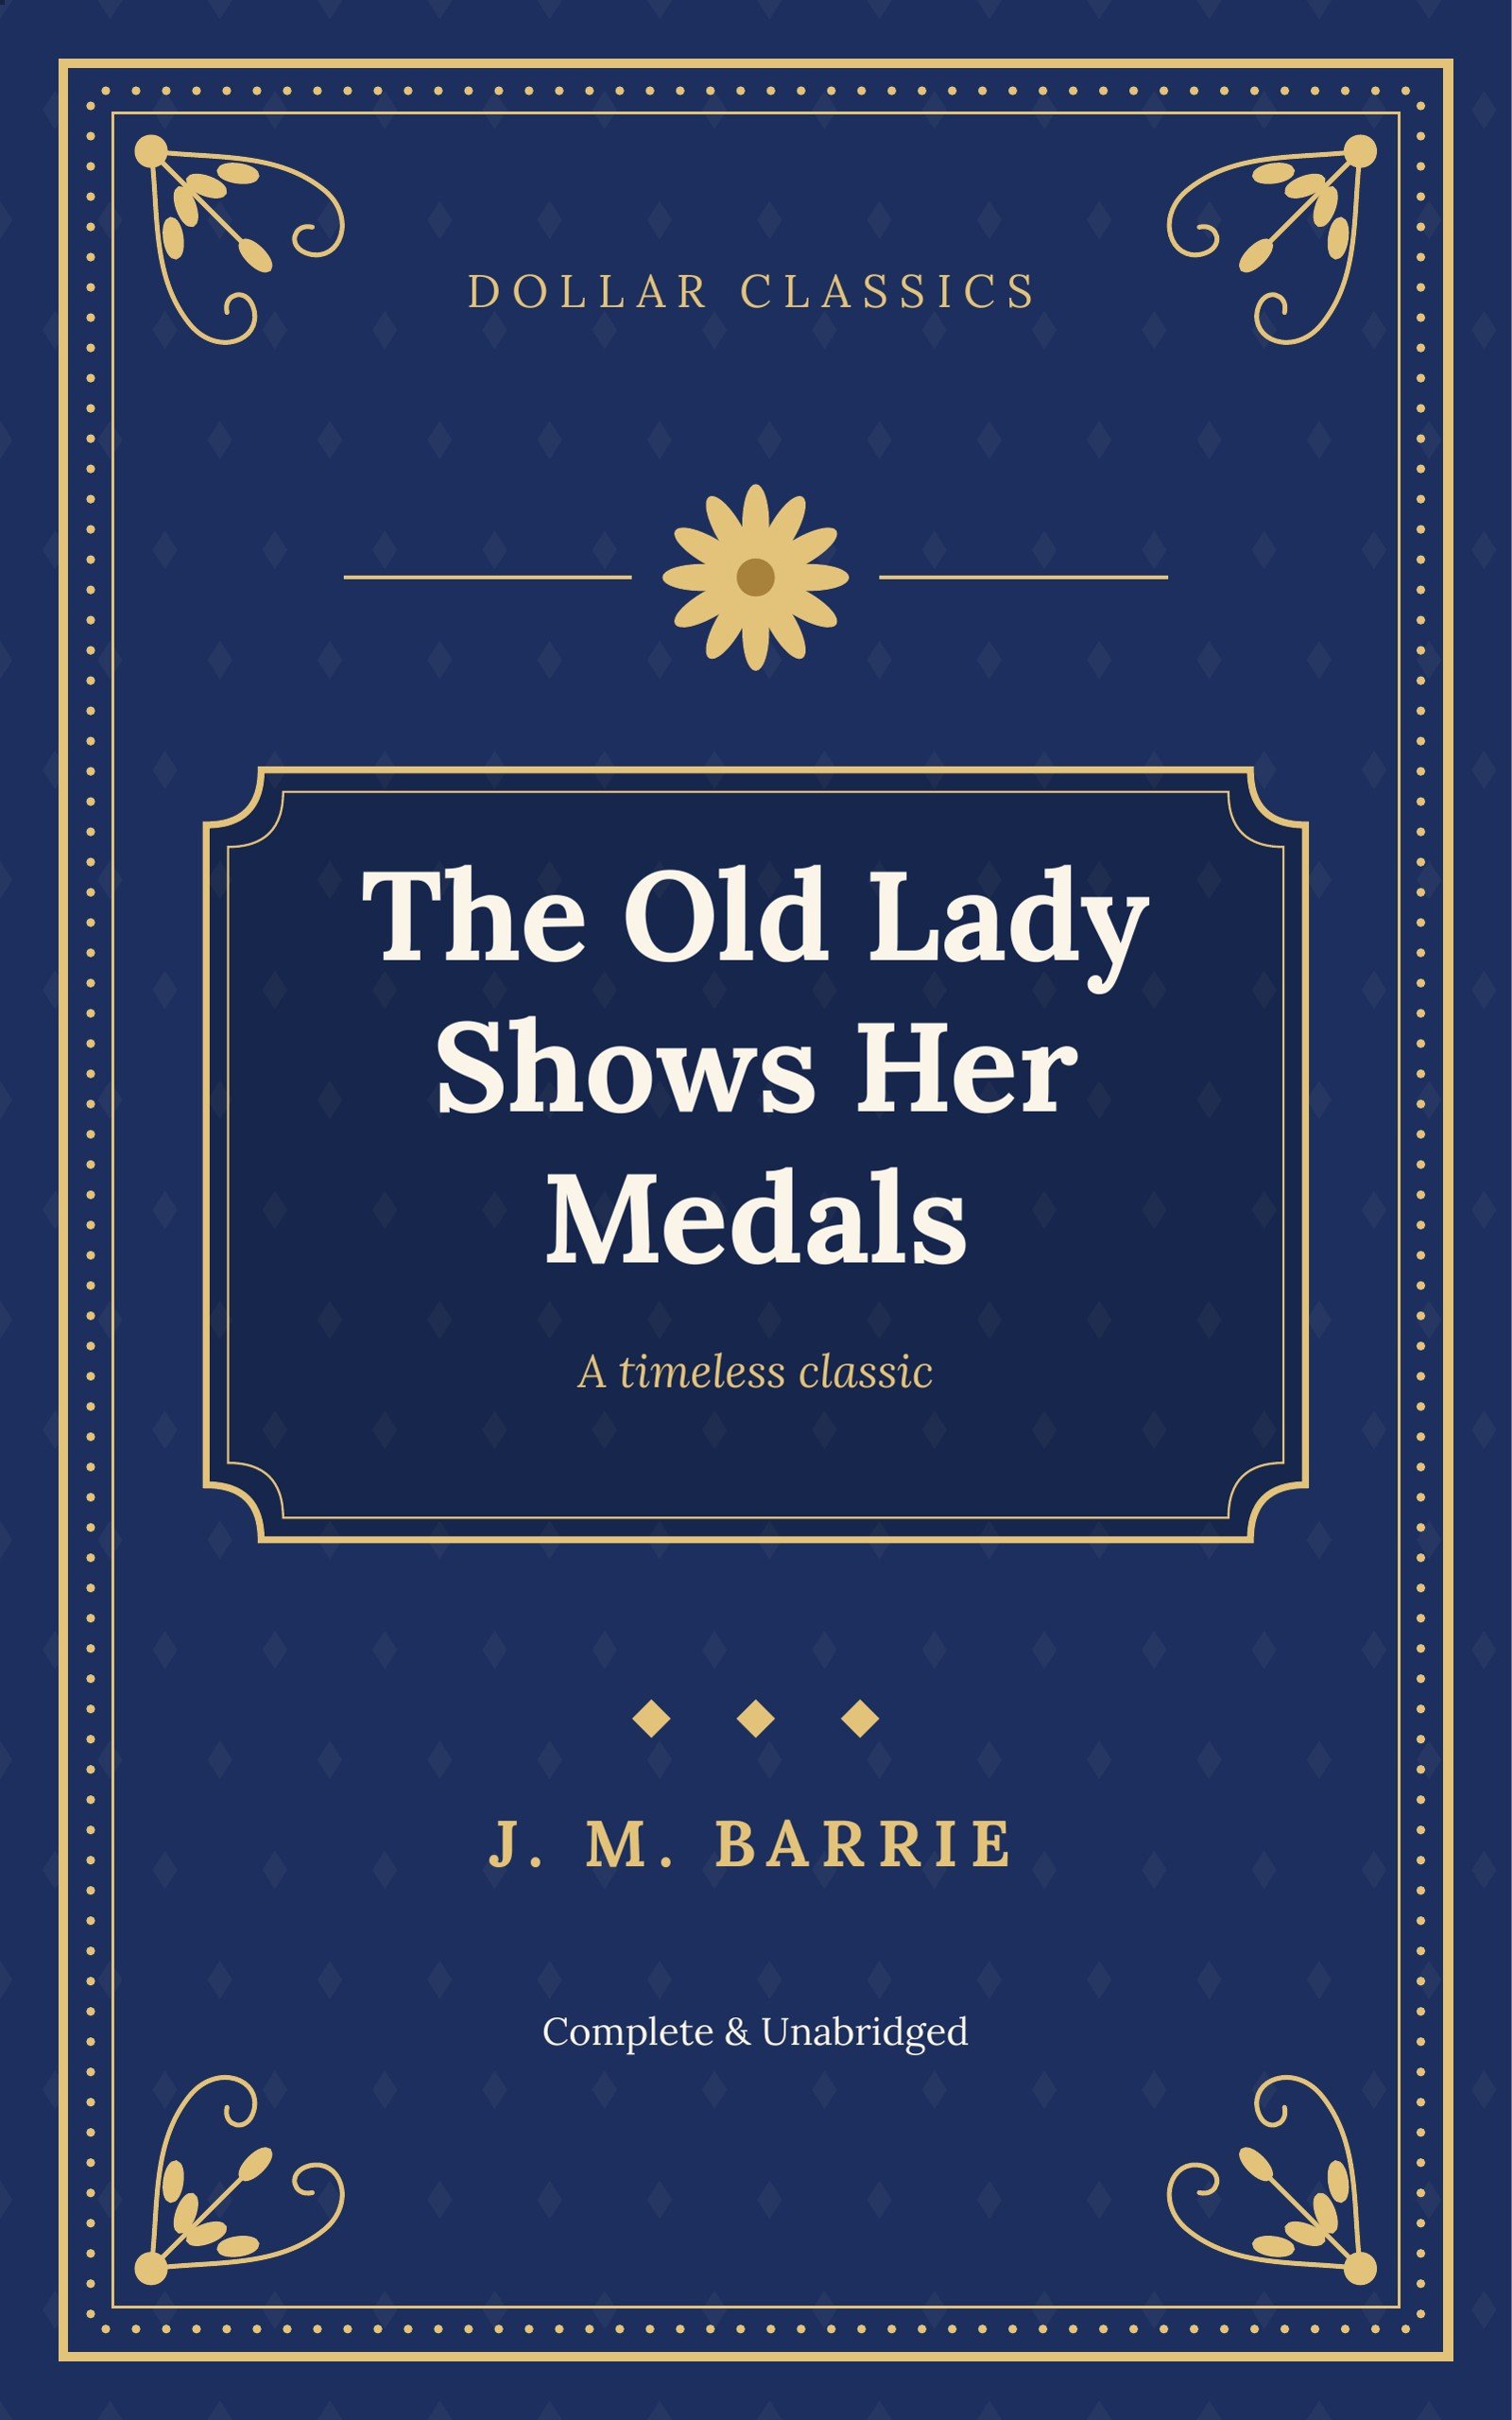 DOLLAR CLASSICS
The Old Lady
Shows Her
Medals
A timeless classic
J. M. BARRIE
Complete & Unabridged